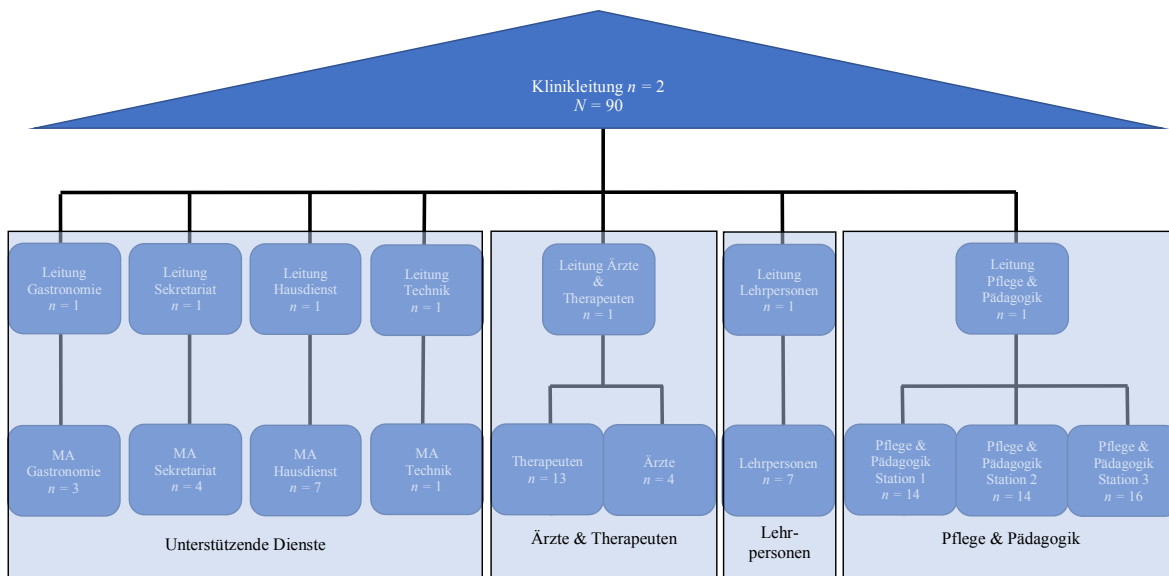 Klinikleitung n = 2
N = 90
Leitung
Gastronomie
n = 1
Leitung
Sekretariat
n = 1
Leitung
Hausdienst
n = 1
Leitung
Technik
n = 1
Leitung Ärzte
&
Therapeuten
n = 1
Leitung
Lehrpersonen
n = 1
Leitung
Pflege &
Pädagogik
n = 1
MA
Gastronomie
n = 3
MA
Sekretariat
n = 4
MA
Hausdienst
n = 7
MA
Technik
n = 1
Therapeuten
n = 13
Ärzte
n = 4
Lehrpersonen
n = 7
Pflege &
Pädagogik
Station 1
n = 14
Pflege &
Pädagogik
Station 2
n = 14
Pflege &
Pädagogik
Station 3
n = 16
Unterstützende Dienste
Ärzte & Therapeuten
Lehr-
personen
Pflege & Pädagogik